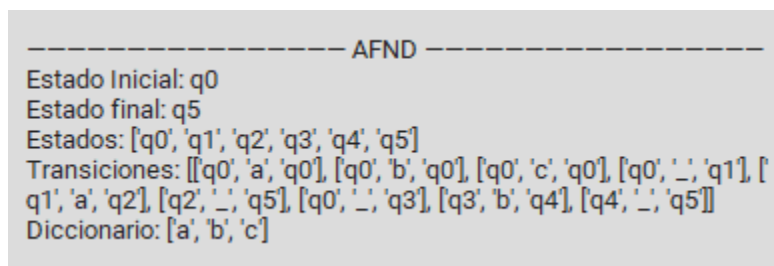 ———————————————— AFND —————————————————
Estado Inicial: q0
Estado final: q5
Estados: ['q0', 'q1', 'q2', 'q3', 'q4', 'q5']
Transiciones: [['q0', 'a', 'q0'], ['q0', 'b', 'q0'], ['q0', 'c', 'q0'], ['q0', '_', 'q1'], ['
q1', 'a', 'q2'], ['q2', '_', 'q5'], ['q0', '_', 'q3'], ['q3', 'b', 'q4'], ['q4', '_', 'q5']]
Diccionario: ['a', 'b', 'c']